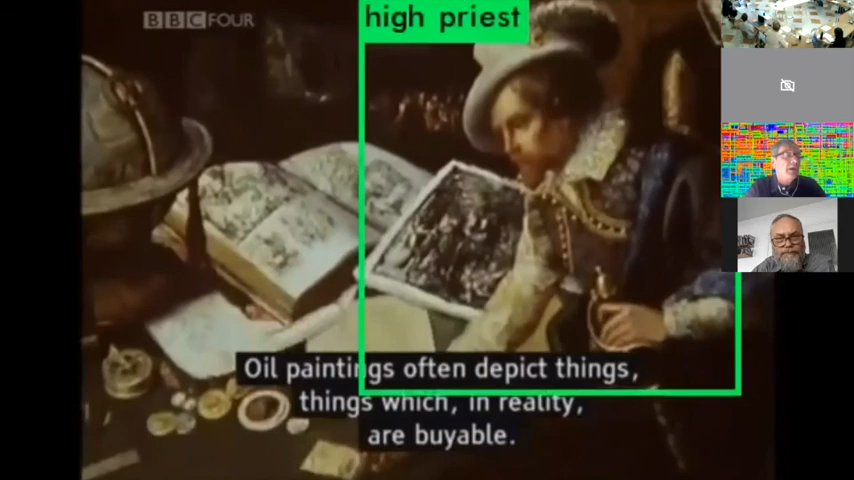 high priest
BBC FOUR
Oil paintings often depict things,
things which, in reality,
are buyable.